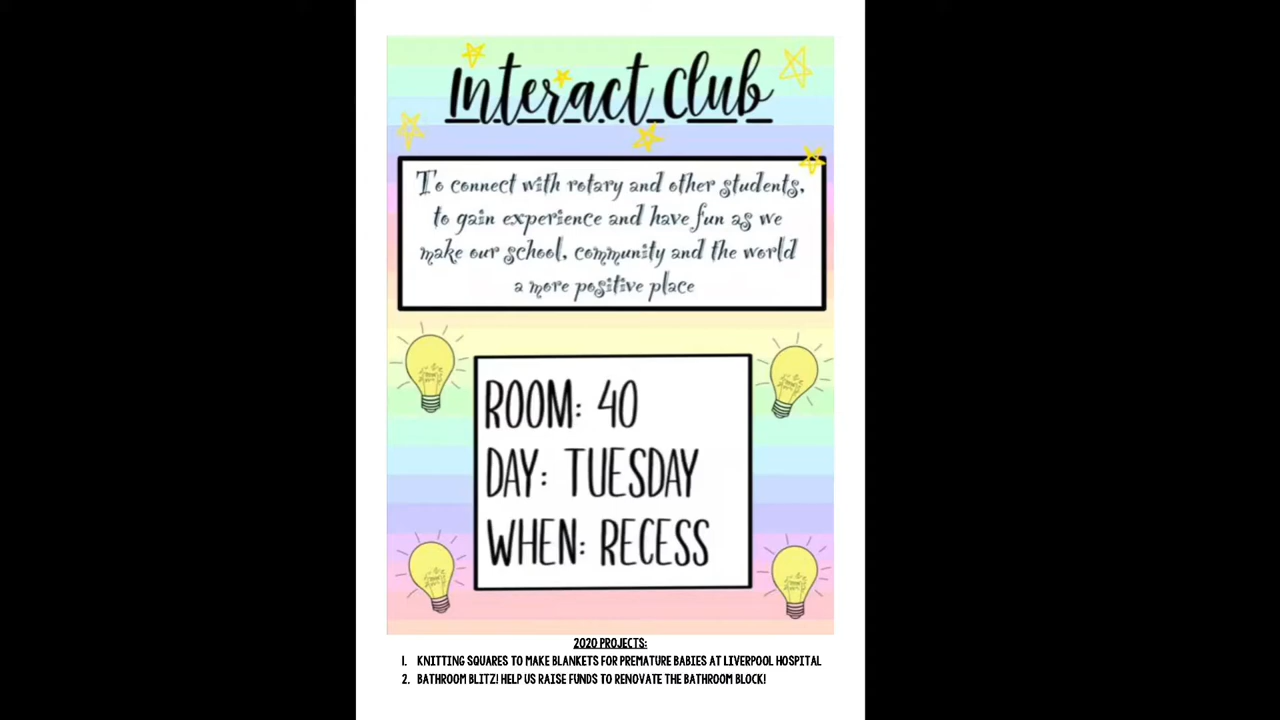 Interact Club
To connect with rotary and other students,
to gain experience and have fun as we
make our school, community and the world
a more positive place
ROOM: 40
DAY: TUESDAY
WHEN: RECESS
2020 PROJECTS:
1. KNITTING SQUARES TO MAKE BLANKETS FOR PREMATURE BABIES AT LIVERPOOL HOSPITAL
2. BATHROOM BLITZ! HELP US RAISE FUNDS TO RENOVATE THE BATHROOM BLOCK!